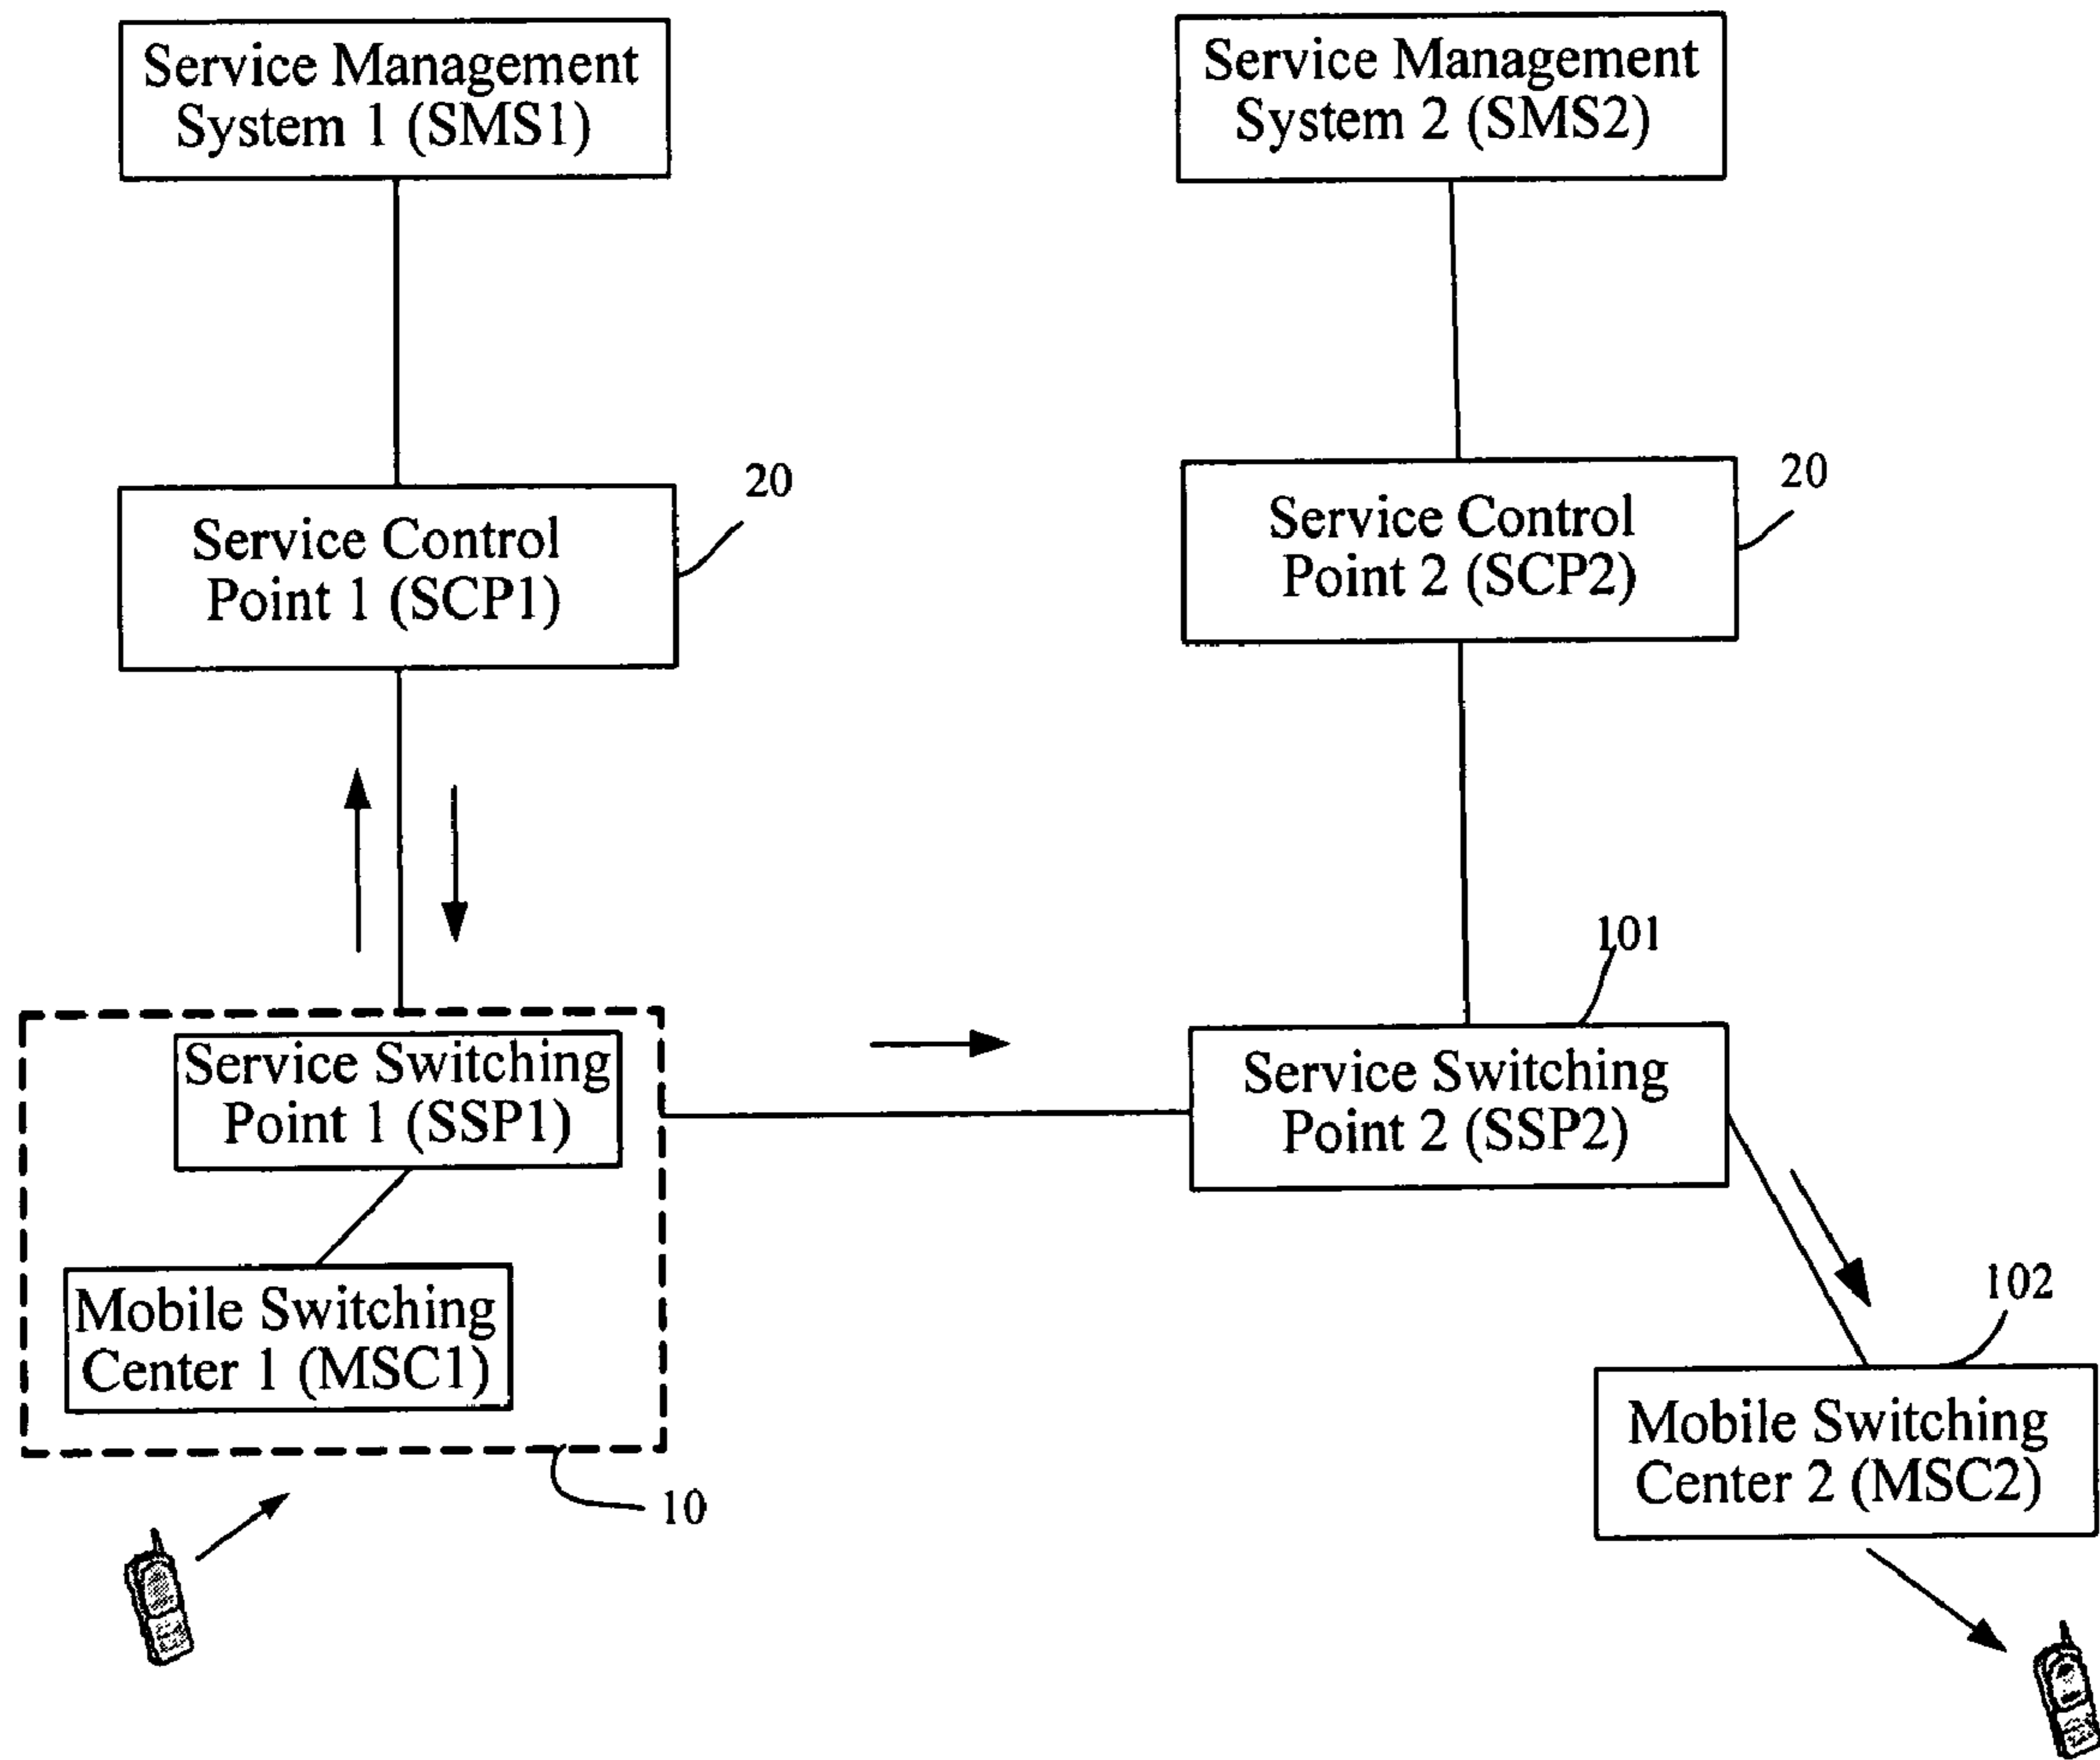 Service Management
System 1 (SMS1)
Service Management
System 2 (SMS2)
20
Service Control
Point 1 (SCP1)
20
Service Control
Point 2 (SCP2)
101
Service Switching
Point 1 (SSP1)
Service Switching
Point 2 (SSP2)
Mobile Switching
Center 1 (MSC1)
102
Mobile Switching
Center 2 (MSC2)
10